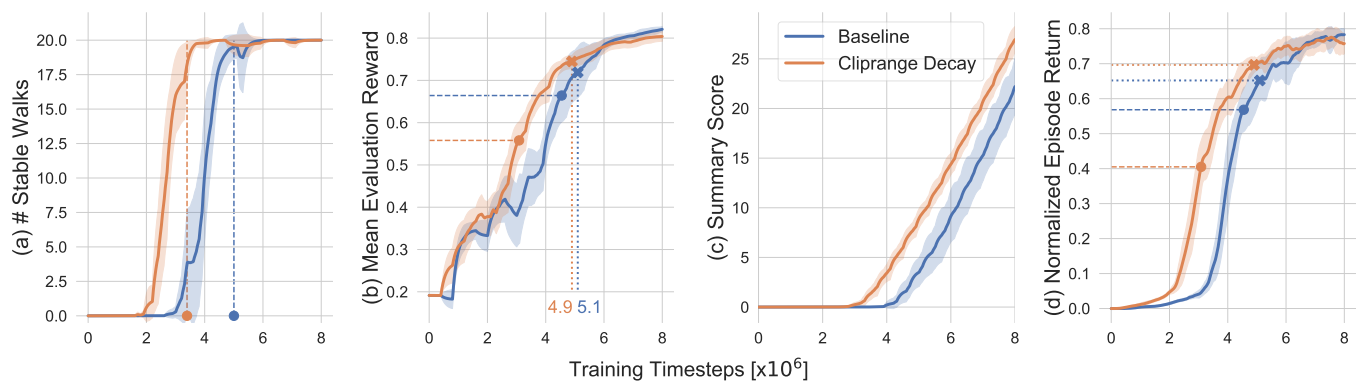 (a) # Stable Walks
20.0
17.5
15.0
12.5
10.0
7.5
5.0
2.5
0.0
0 2 4 6 8
(b) Mean Evaluation Reward
0.8
0.7
0.6
0.5
0.4
0.3
0.2
4.9 5.1
0 2 4 6 8
(c) Summary Score
Baseline
Cliprange Decay
25
20
15
10
5
0
0 2 4 6 8
(d) Normalized Episode Return
0.8
0.7
0.6
0.5
0.4
0.3
0.2
0.1
0.0
0 2 4 6 8
Training Timesteps [x10⁶]